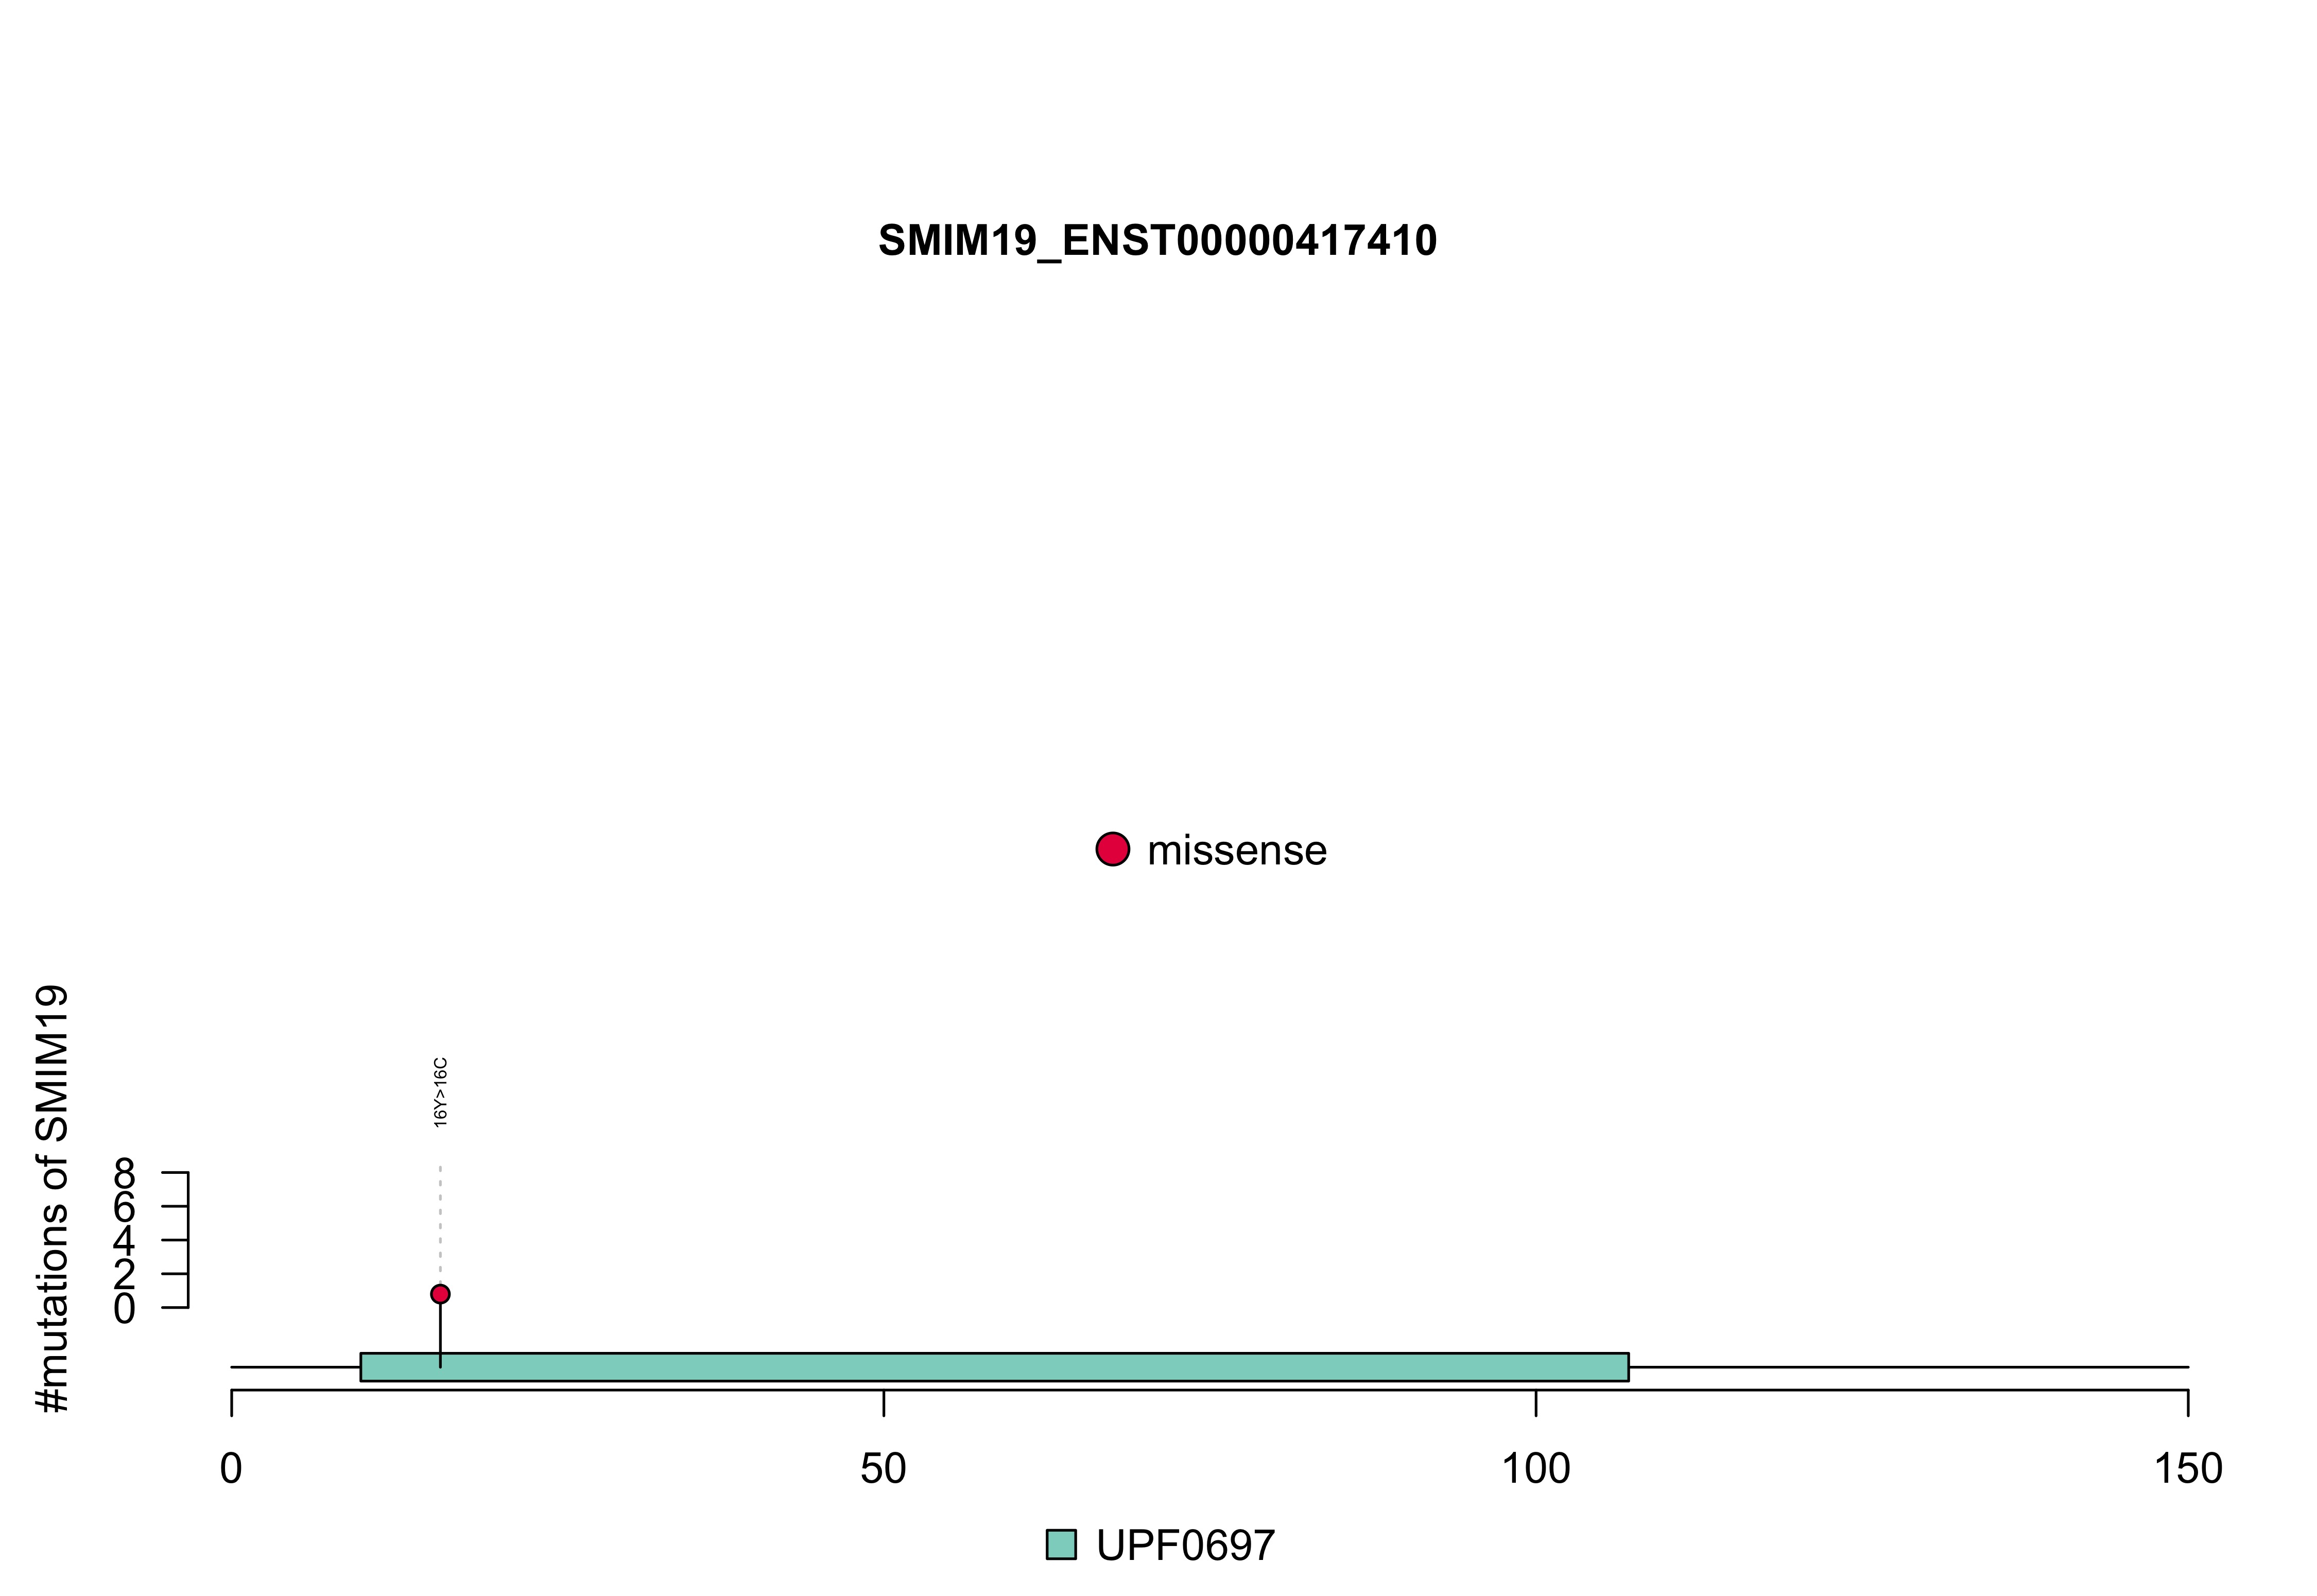 SMIM19_ENST00000417410
missense
#mutations of SMIM19
16Y>16C
8
6
4
2
0
0 50 100 150
UPF0697